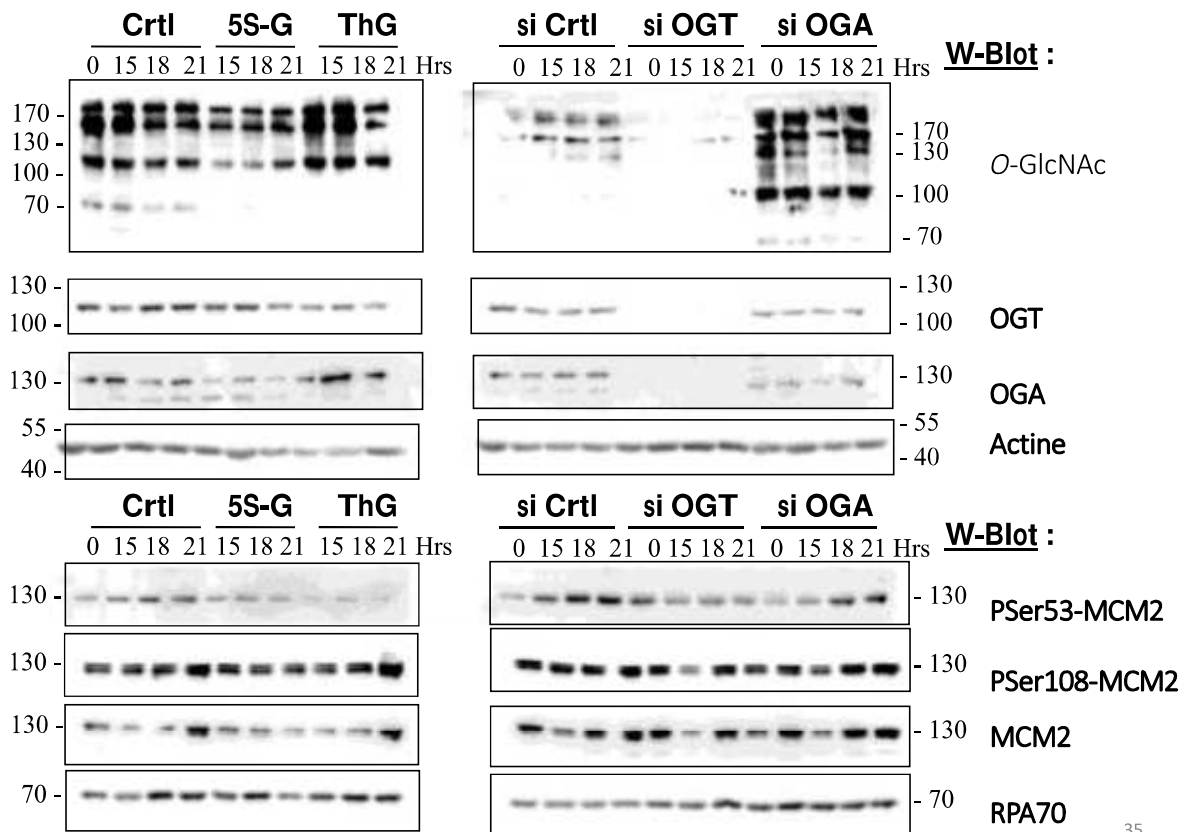 Crtl 5S-G ThG
0 15 18 21 15 18 21 15 18 21 Hrs
170 -
130 -
100 -
70 -
130 -
100 -
130 -
55 -
40 -
si Crtl si OGT si OGA
0 15 18 21 0 15 18 21 0 15 18 21 Hrs
W-Blot :
- 170
- 130
- 100
- 70
O-GlcNAc
- 130
- 100
OGT
- 130
OGA
- 55
- 40
Actine
Crtl 5S-G ThG
0 15 18 21 15 18 21 15 18 21 Hrs
130 -
130 -
130 -
70 -
si Crtl si OGT si OGA
0 15 18 21 0 15 18 21 0 15 18 21 Hrs
W-Blot :
- 130
PSer53-MCM2
- 130
PSer108-MCM2
- 130
MCM2
- 70
RPA70
35